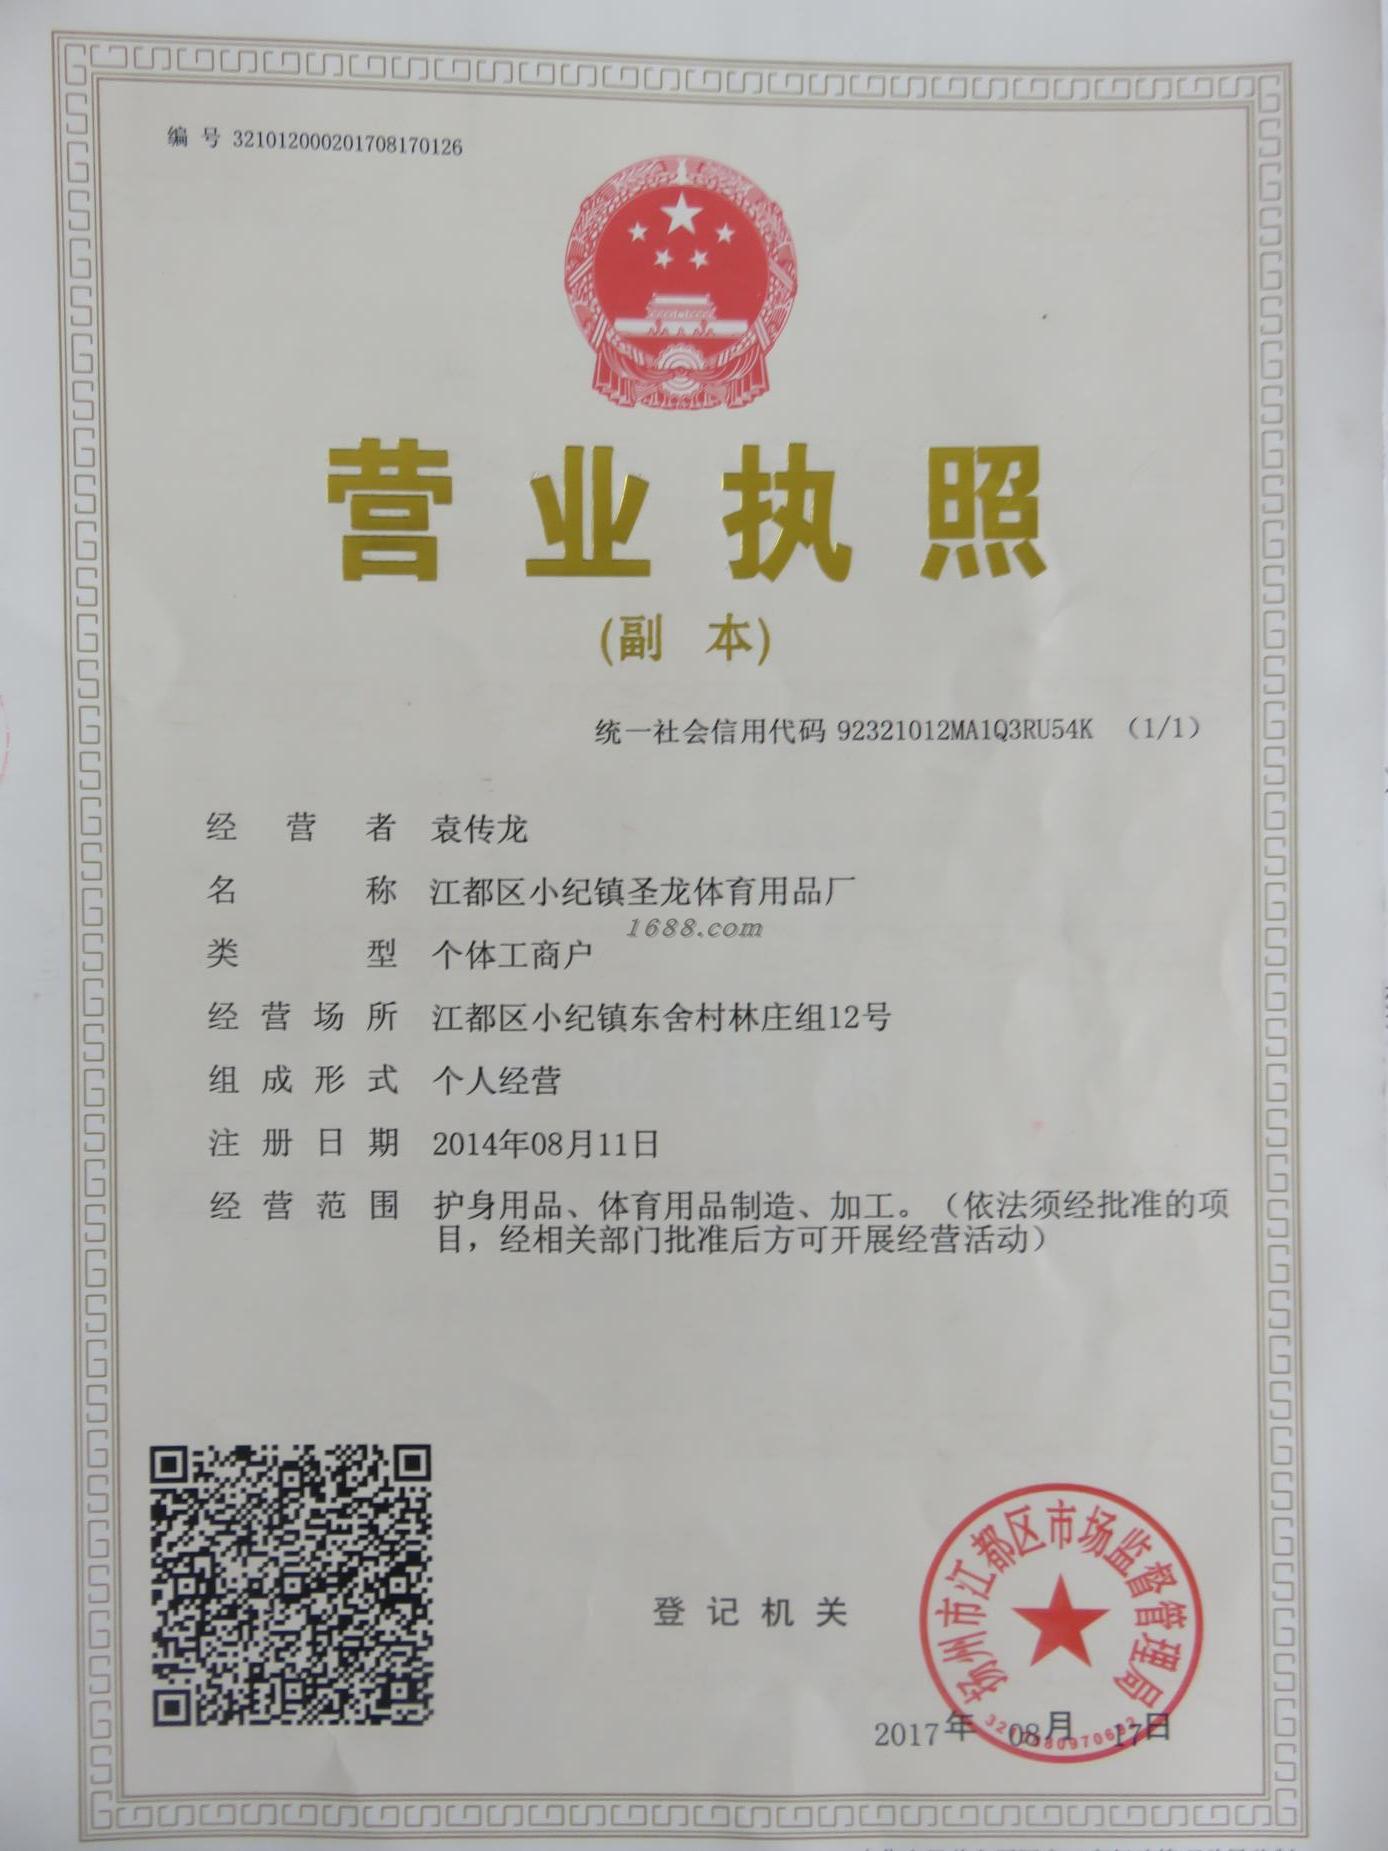 编 号 321012000201708170126
营业执照
(副 本)
统一社会信用代码 92321012MA1Q3RU54K （1/1）
经 营 者 袁传龙
名 称 江都区小纪镇圣龙体育用品厂
1688.com
类 型 个体工商户
经 营 场 所 江都区小纪镇东舍村林庄组12号
组 成 形 式 个人经营
注 册 日 期 2014年08月11日
经 营 范 围 护身用品、体育用品制造、加工。（依法须经批准的项
目，经相关部门批准后方可开展经营活动）
扬州市江都区市场监督管理局
登 记 机 关
2017年 08月 17日